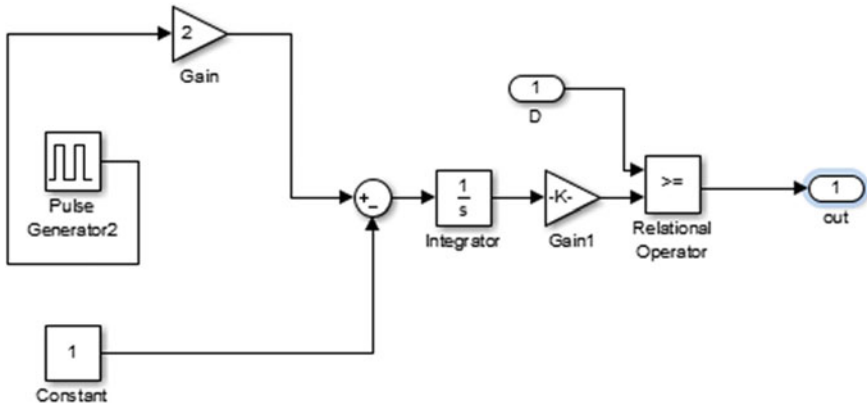 2
Gain
Pulse
Generator2
1
Constant
+
-
1
s
Integrator
-K-
Gain1
1
D
>=
Relational
Operator
1
out